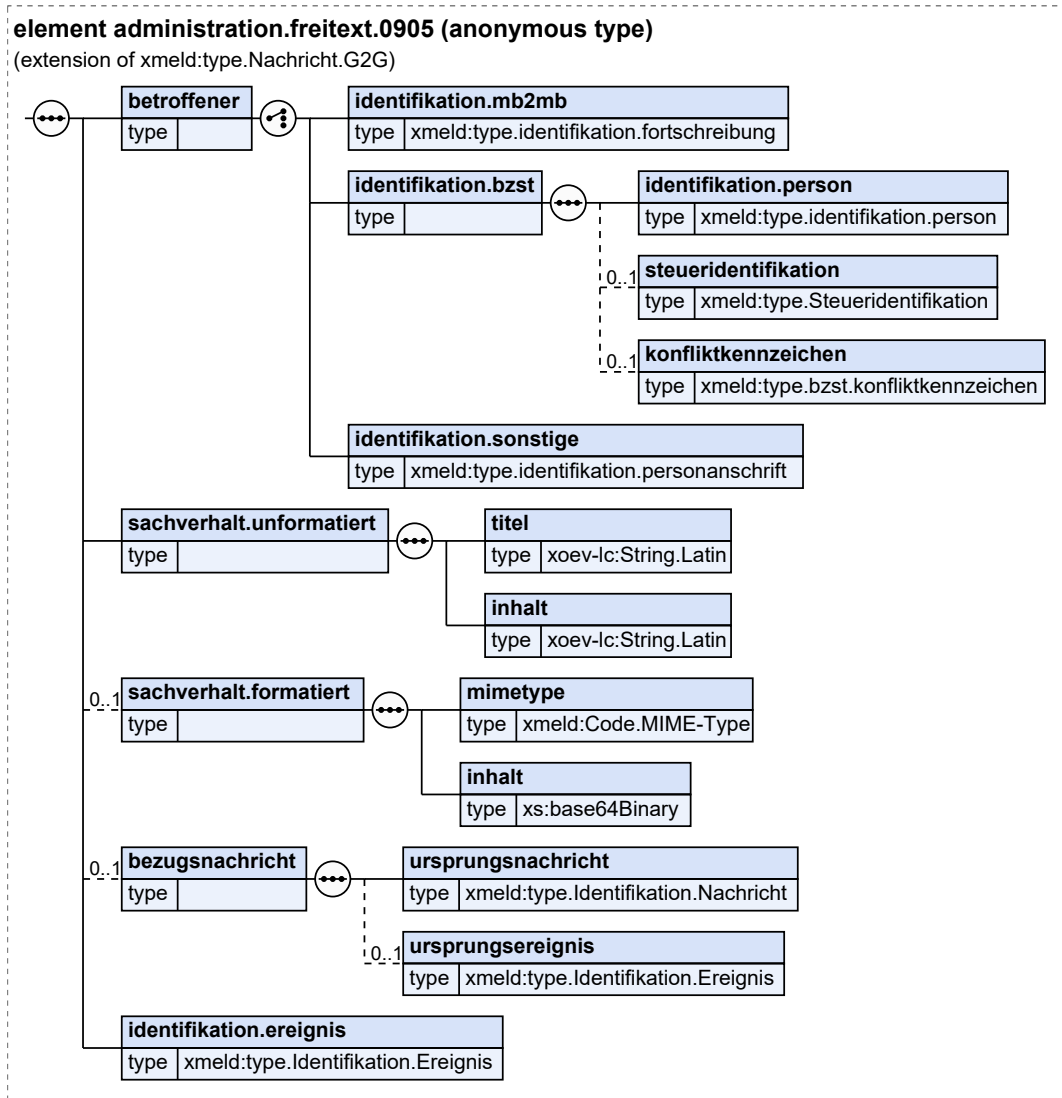 element administration.freitext.0905 (anonymous type)
(extension of xmeld:type.Nachricht.G2G)
betroffener
type
identifikation.mb2mb
type xmeld:type.identifikation.fortschreibung
identifikation.bzst
type
identifikation.person
type xmeld:type.identifikation.person
0..1
steueridentifikation
type xmeld:type.Steueridentifikation
0..1
konfliktkennzeichen
type xmeld:type.bzst.konfliktkennzeichen
identifikation.sonstige
type xmeld:type.identifikation.personanschrift
sachverhalt.unformatiert
type
titel
type xoev-lc:String.Latin
inhalt
type xoev-lc:String.Latin
0..1
sachverhalt.formatiert
type
mimetype
type xmeld:Code.MIME-Type
inhalt
type xs:base64Binary
0..1
bezugsnachricht
type
ursprungsnachricht
type xmeld:type.Identifikation.Nachricht
0..1
ursprungsereignis
type xmeld:type.Identifikation.Ereignis
identifikation.ereignis
type xmeld:type.Identifikation.Ereignis